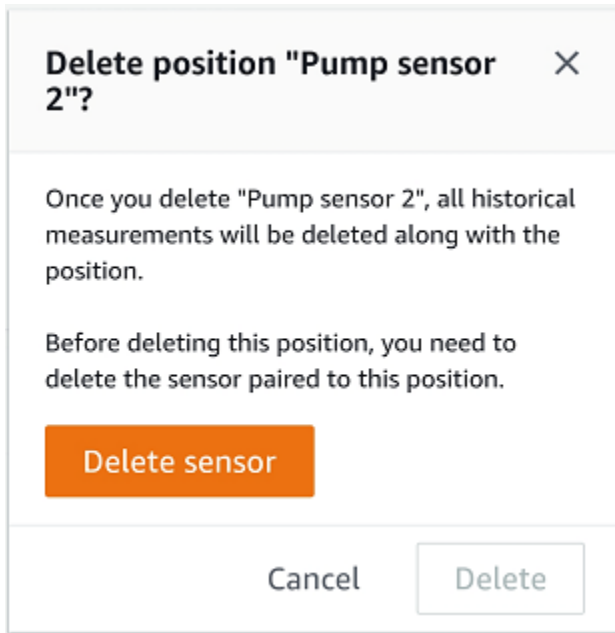 Delete position "Pump sensor
2"?
Once you delete "Pump sensor 2", all historical
measurements will be deleted along with the
position.
Before deleting this position, you need to
delete the sensor paired to this position.
Delete sensor
Cancel
Delete